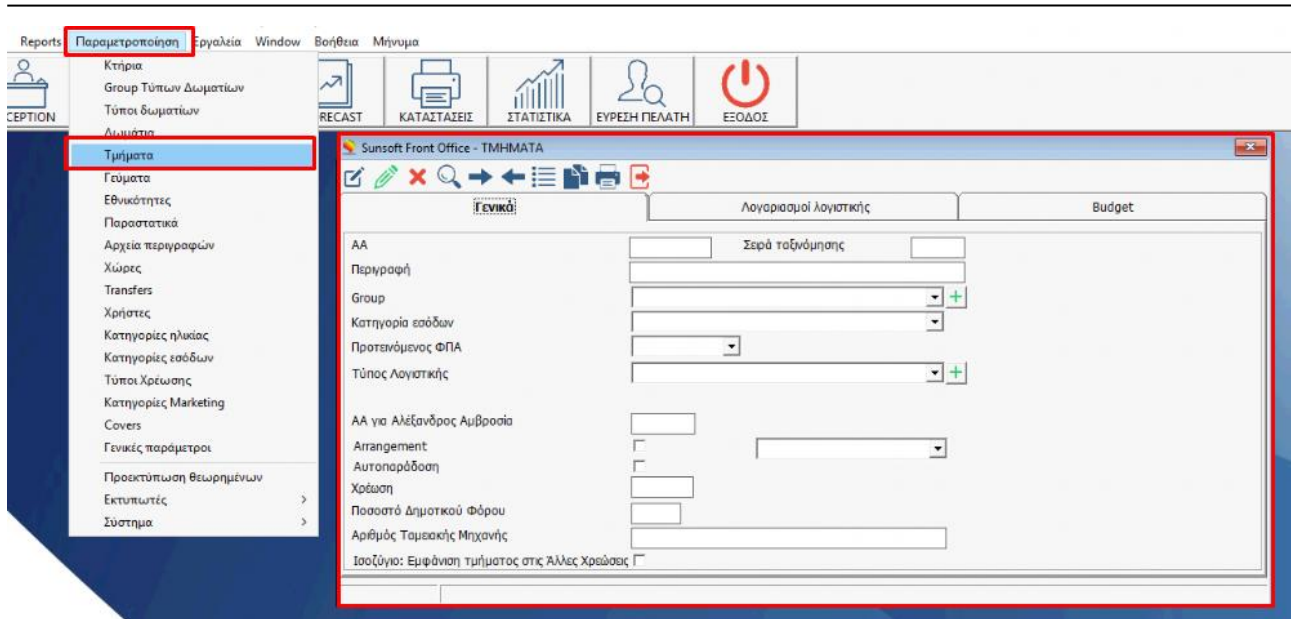 Reports Παραμετροποίηση Εργαλεία Window Βοήθεια Μήνυμα
CEPTION
RECAST
ΚΑΤΑΣΤΑΣΕΙΣ
ΣΤΑΤΙΣΤΙΚΑ
ΕΥΡΕΣΗ ΠΕΛΑΤΗ
ΕΞΟΔΟΣ
Κτήρια
Group Τύπων Δωματίων
Τύποι δωματίων
Δωμάτια
Τμήματα
Γεύματα
Εθνικότητες
Παραστατικά
Αρχεία περιγραφών
Χώρες
Transfers
Χρήστες
Κατηγορίες ηλικίας
Κατηγορίες εσόδων
Τύποι Χρέωσης
Κατηγορίες Marketing
Covers
Γενικές παράμετροι
Προεκτύπωση θεωρημένων
Εκτυπωτές
Σύστημα
Sunsoft Front Office - ΤΜΗΜΑΤΑ
Γενικά Λογαριασμοί λογιστικής Budget
ΑΑ Σειρά ταξινόμησης
Περιγραφή
Group
Κατηγορία εσόδων
Προτεινόμενος ΦΠΑ
Τύπος Λογιστικής
ΑΑ για Αλέξανδρος Αμβροσία
Arrangement
Αυτοπαράδοση
Χρέωση
Ποσοστό Δημοτικού Φόρου
Αριθμός Ταμειακής Μηχανής
Ισοζύγιο: Εμφάνιση τμήματος στις Άλλες Χρεώσεις